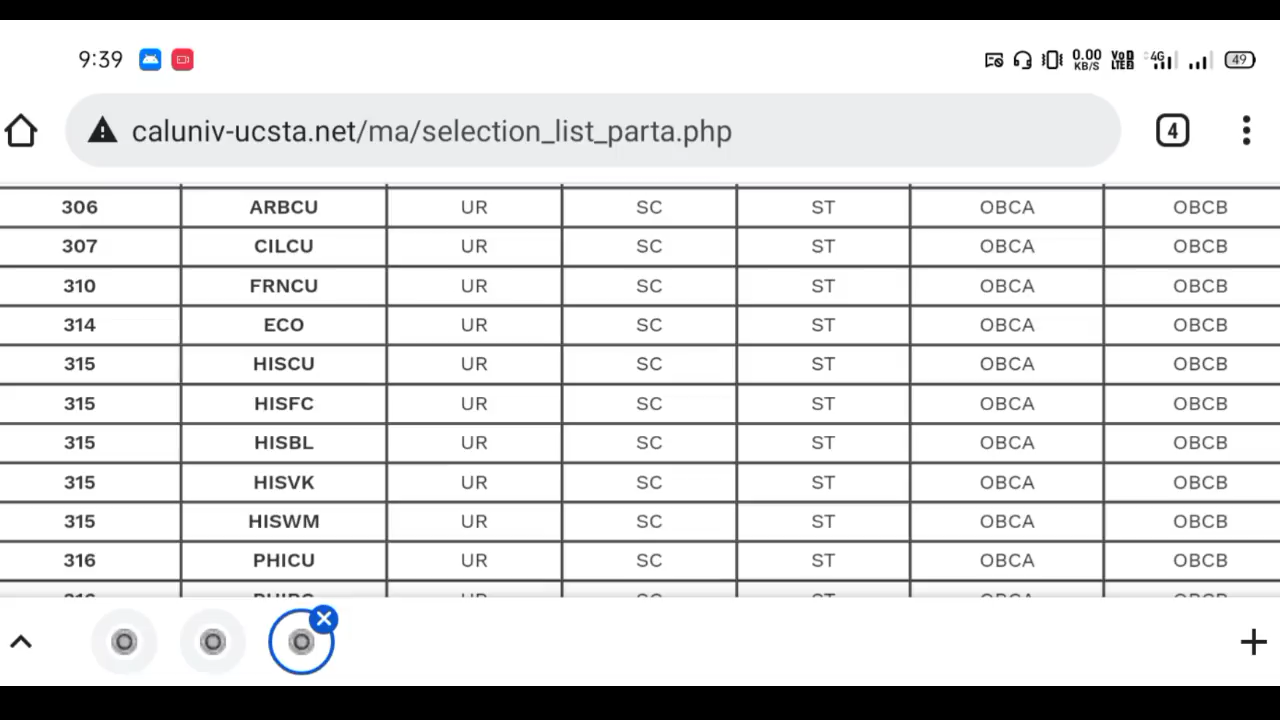 9:39 0.00 KB/S Vo LTE 4G 49
caluniv-ucsta.net/ma/selection_list_parta.php 4
306 ARBCU UR SC ST OBCA OBCB
307 CILCU UR SC ST OBCA OBCB
310 FRNCU UR SC ST OBCA OBCB
314 ECO UR SC ST OBCA OBCB
315 HISCU UR SC ST OBCA OBCB
315 HISFC UR SC ST OBCA OBCB
315 HISBL UR SC ST OBCA OBCB
315 HISVK UR SC ST OBCA OBCB
315 HISWM UR SC ST OBCA OBCB
316 PHICU UR SC ST OBCA OBCB